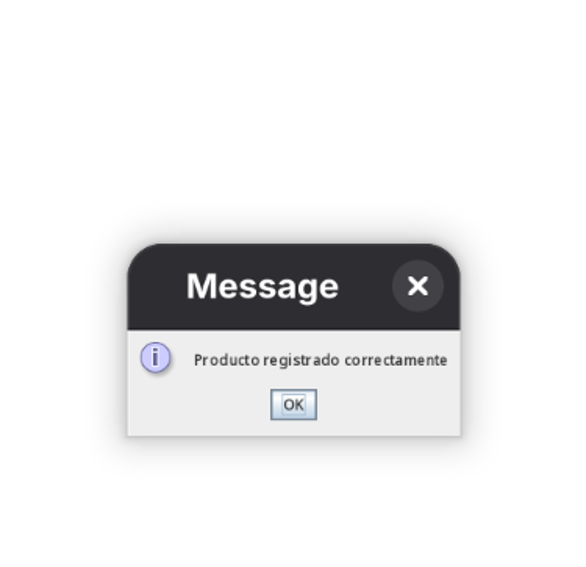 Message
Producto registrado correctamente
OK